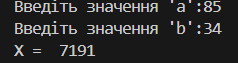 Введіть значення 'a':85
Введіть значення 'b':34
X =  7191